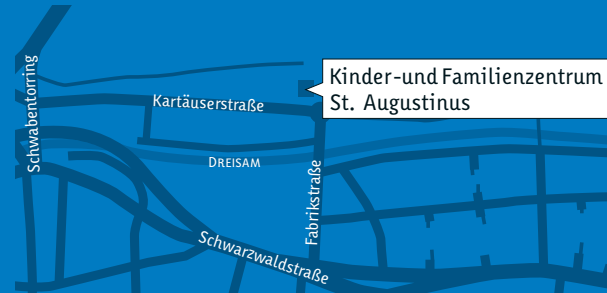 Kinder-und Familienzentrum
St. Augustinus
Schwabentorring
Kartäuserstraße
DREISAM
Fabrikstraße
Schwarzwaldstraße